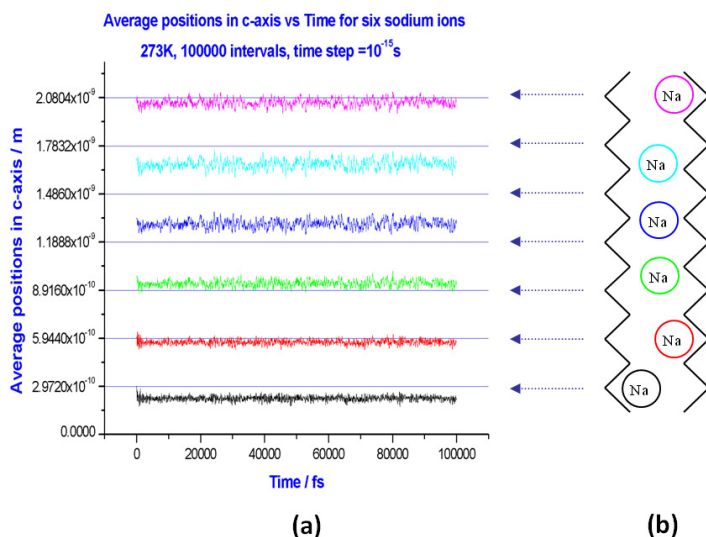 Average positions in c-axis vs Time for six sodium ions
273K, 100000 intervals, time step =10⁻¹⁵s
Average positions in c-axis / m
2.0804x10⁻⁹
1.7832x10⁻⁹
1.4860x10⁻⁹
1.1888x10⁻⁹
8.9160x10⁻¹⁰
5.9440x10⁻¹⁰
2.9720x10⁻¹⁰
0.0000
0 20000 40000 60000 80000 100000
Time / fs
Na
Na
Na
Na
Na
Na
(a) (b)